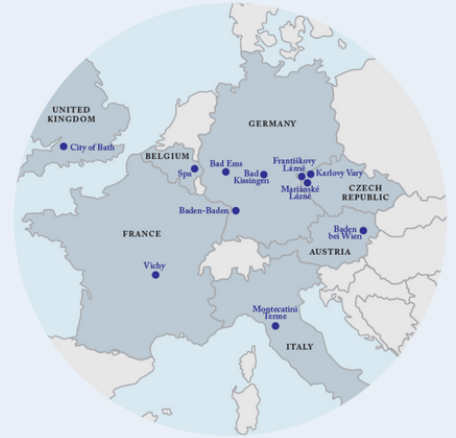 UNITED
KINGDOM
City of Bath
GERMANY
BELGIUM
Spa
Bad Ems
Bad
Kissingen
Františkovy
Lázně
Karlovy Vary
Mariánské
Lázně
CZECH
REPUBLIC
Baden-Baden
FRANCE
Baden
bei Wien
AUSTRIA
Vichy
Montecatini
Terme
ITALY